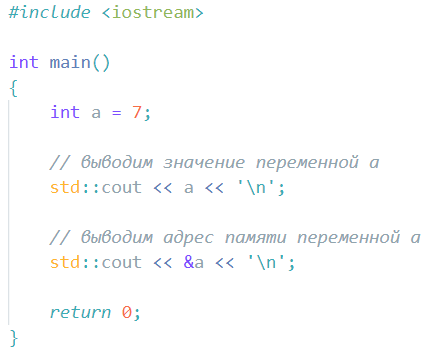 #include <iostream>
int main()
{
int a = 7;
// выводим значение переменной a
std::cout << a << '\n';
// выводим адрес памяти переменной a
std::cout << &a << '\n';
return 0;
}